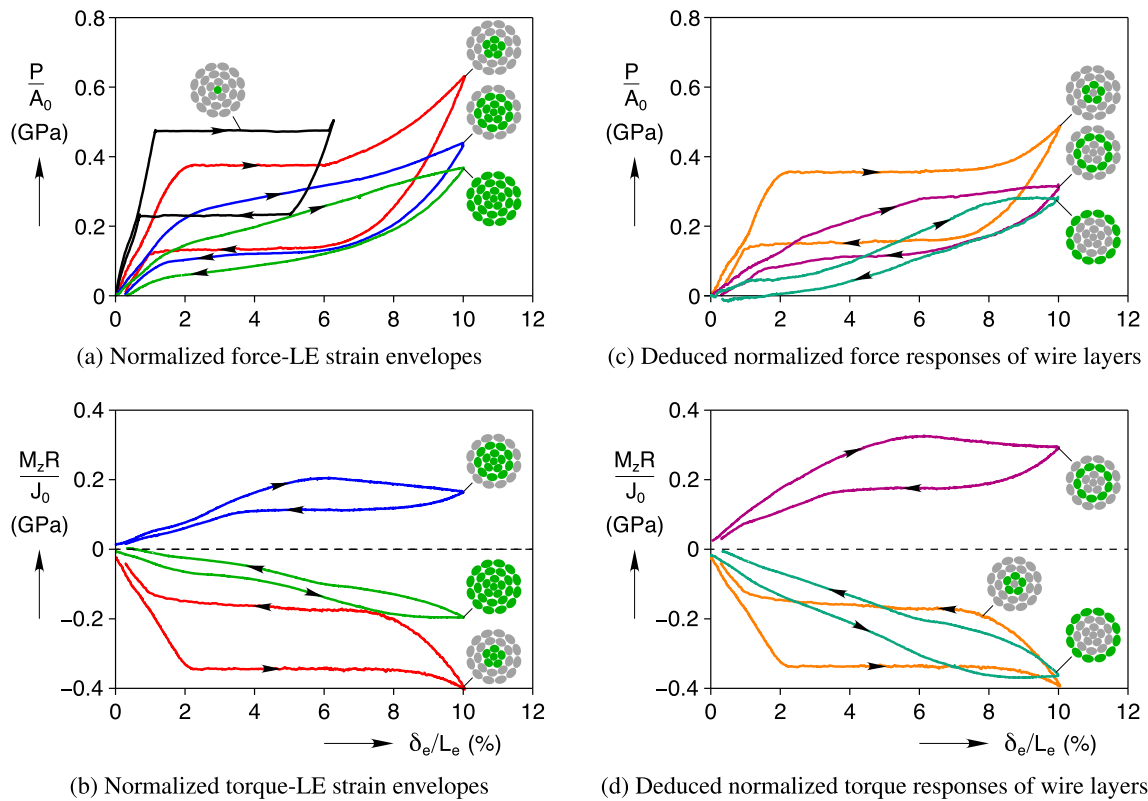 0.8
0.6
0.4
0.2
0
P
A0
(GPa)
0 2 4 6 8 10 12
(a) Normalized force-LE strain envelopes
0.8
0.6
0.4
0.2
0
P
A0
(GPa)
0 2 4 6 8 10 12
(c) Deduced normalized force responses of wire layers
0.4
0.2
0
−0.2
−0.4
MzR
J0
(GPa)
0 2 4 6 8 10 12
δe/Le (%)
(b) Normalized torque-LE strain envelopes
0.4
0.2
0
−0.2
−0.4
MzR
J0
(GPa)
0 2 4 6 8 10 12
δe/Le (%)
(d) Deduced normalized torque responses of wire layers